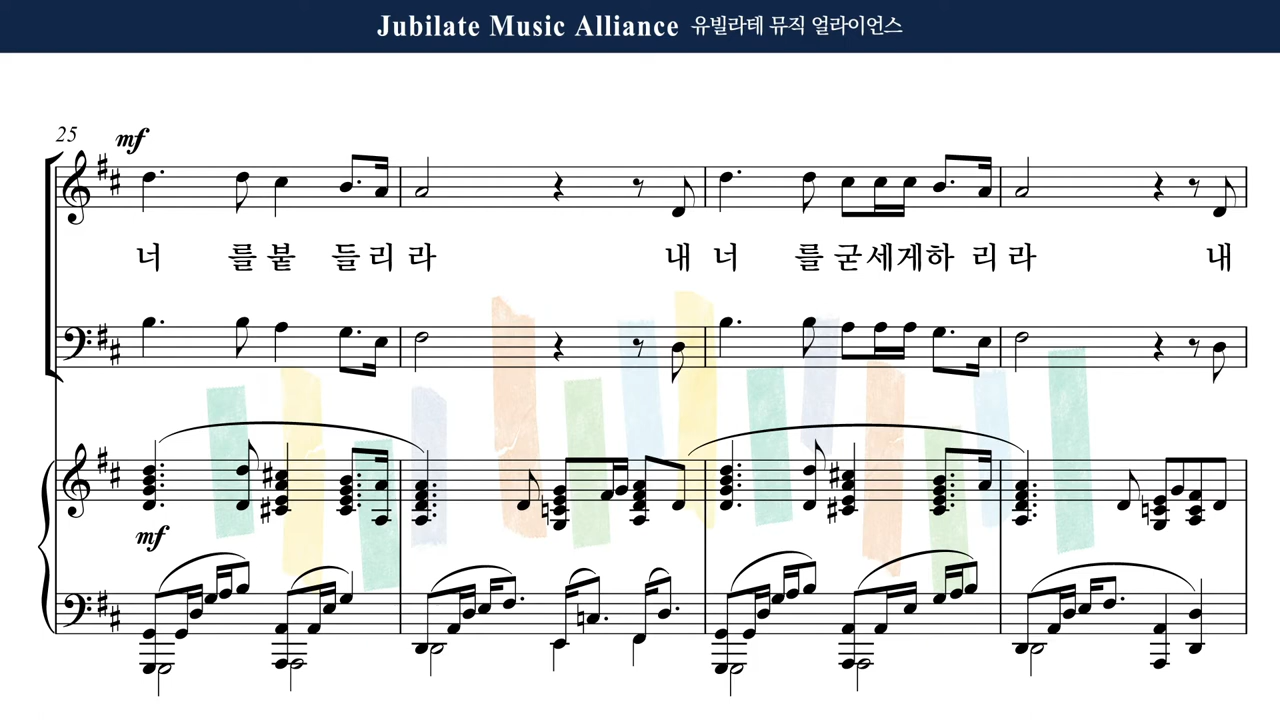 Jubilate Music Alliance 유빌라테 뮤직 얼라이언스
25
mf
너 를 붙 들 리 라 내 너 를 굳 세 게 하 리 라 내
mf